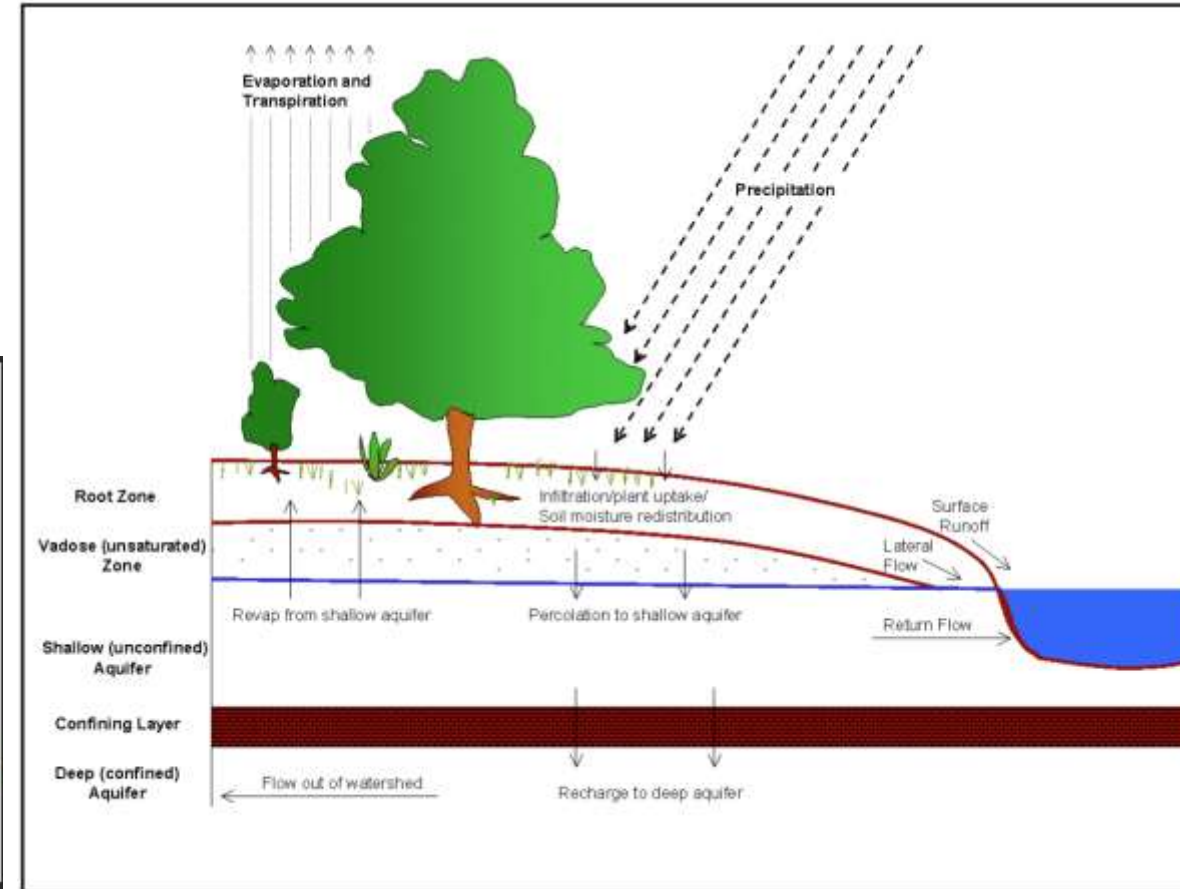 Evaporation and
Transpiration
Precipitation
Root Zone
Infiltration/plant uptake/
Soil moisture redistribution
Surface
Runoff
Vadose (unsaturated)
Zone
Lateral
Flow
Revap from shallow aquifer
Percolation to shallow aquifer
Return Flow
Shallow (unconfined)
Aquifer
Confining Layer
Deep (confined)
Aquifer
Flow out of watershed
Recharge to deep aquifer